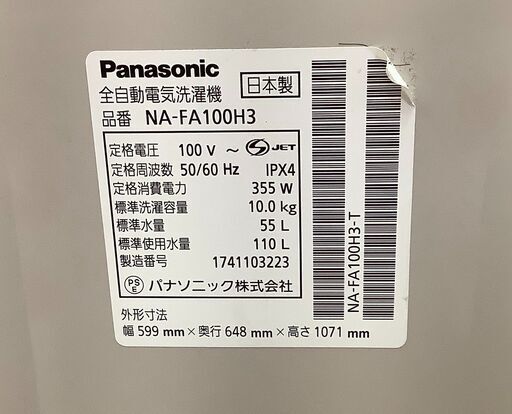 Panasonic
全自動電気洗濯機 日本製
品番 NA-FA100H3
定格電圧 100 V ～ S JET
定格周波数 50/60 Hz IPX4
定格消費電力 355 W
標準洗濯容量 10.0 kg
標準水量 55 L
標準使用水量 110 L
製造番号 1741103223
PS E パナソニック株式会社
外形寸法
幅 599 mm × 奥行 648 mm × 高さ 1071 mm
NA-FA100H3-T